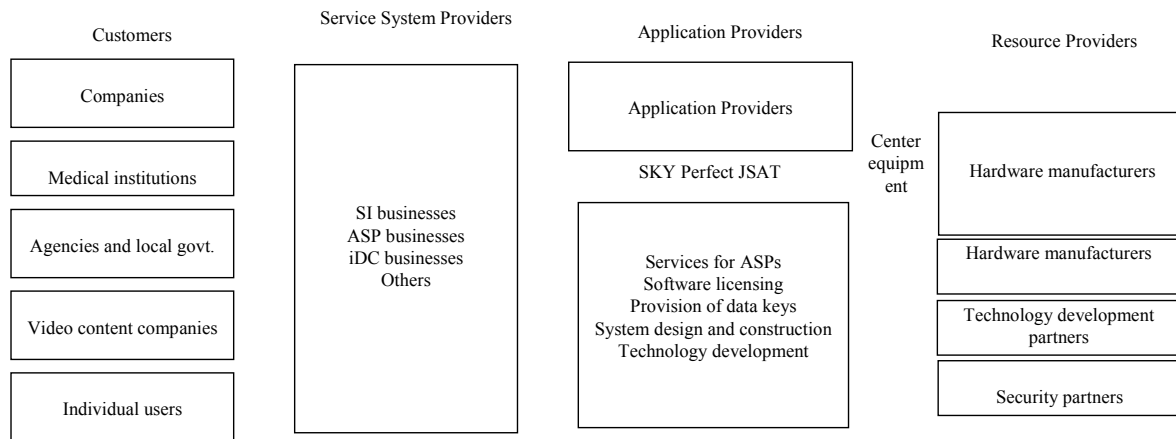 Customers
Companies
Medical institutions
Agencies and local govt.
Video content companies
Individual users
Service System Providers
SI businesses
ASP businesses
iDC businesses
Others
Application Providers
Application Providers
SKY Perfect JSAT
Services for ASPs
Software licensing
Provision of data keys
System design and construction
Technology development
Center
equipm
ent
Resource Providers
Hardware manufacturers
Hardware manufacturers
Technology development
partners
Security partners